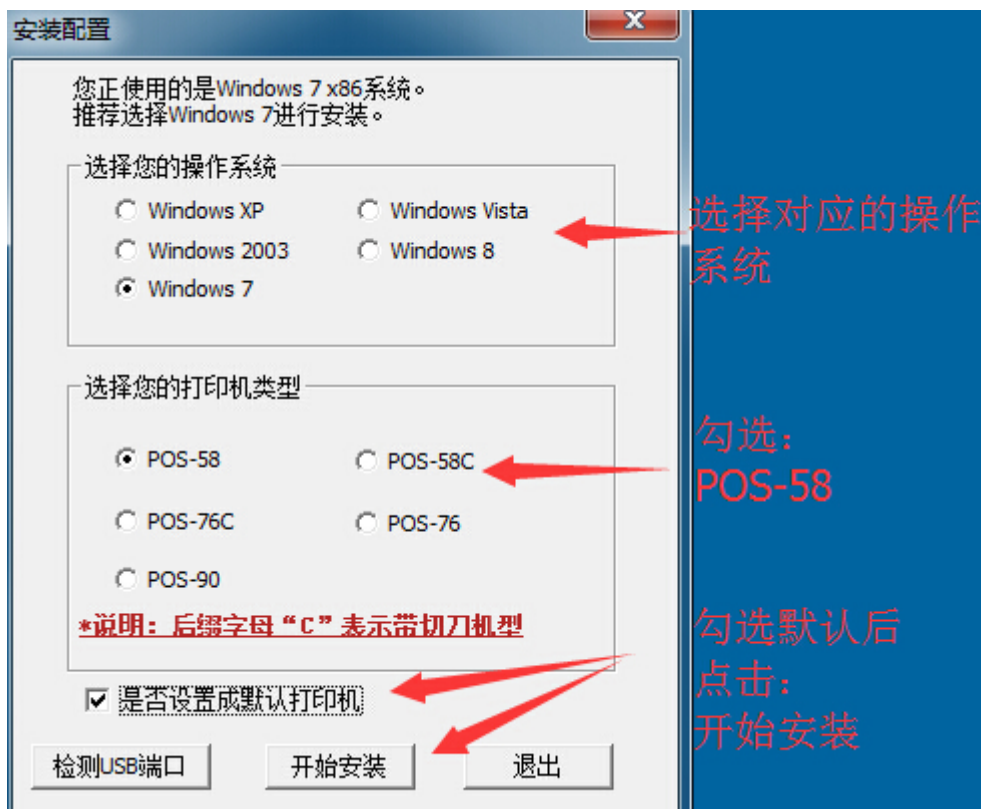 安装配置
您正使用的是Windows 7 x86系统。
推荐选择Windows 7进行安装。
选择您的操作系统
Windows XP
Windows Vista
Windows 2003
Windows 8
Windows 7
选择对应的操作
系统
选择您的打印机类型
POS-58
POS-58C
POS-76C
POS-76
POS-90
*说明：后缀字母“C”表示带切刀机型
勾选：
POS-58
是否设置成默认打印机
勾选默认后
点击：
开始安装
检测USB端口
开始安装
退出